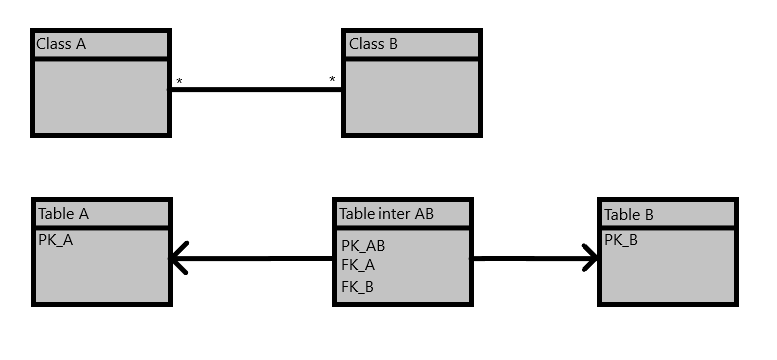 Class A
Class B
*
*
Table A
PK_A
Table inter AB
PK_AB
FK_A
FK_B
Table B
PK_B